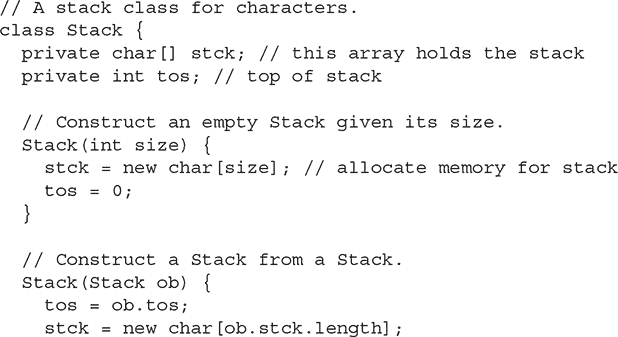 // A stack class for characters.
class Stack {
  private char[] stck; // this array holds the stack
  private int tos; // top of stack

  // Construct an empty Stack given its size.
  Stack(int size) {
    stck = new char[size]; // allocate memory for stack
    tos = 0;
  }

  // Construct a Stack from a Stack.
  Stack(Stack ob) {
    tos = ob.tos;
    stck = new char[ob.stck.length];